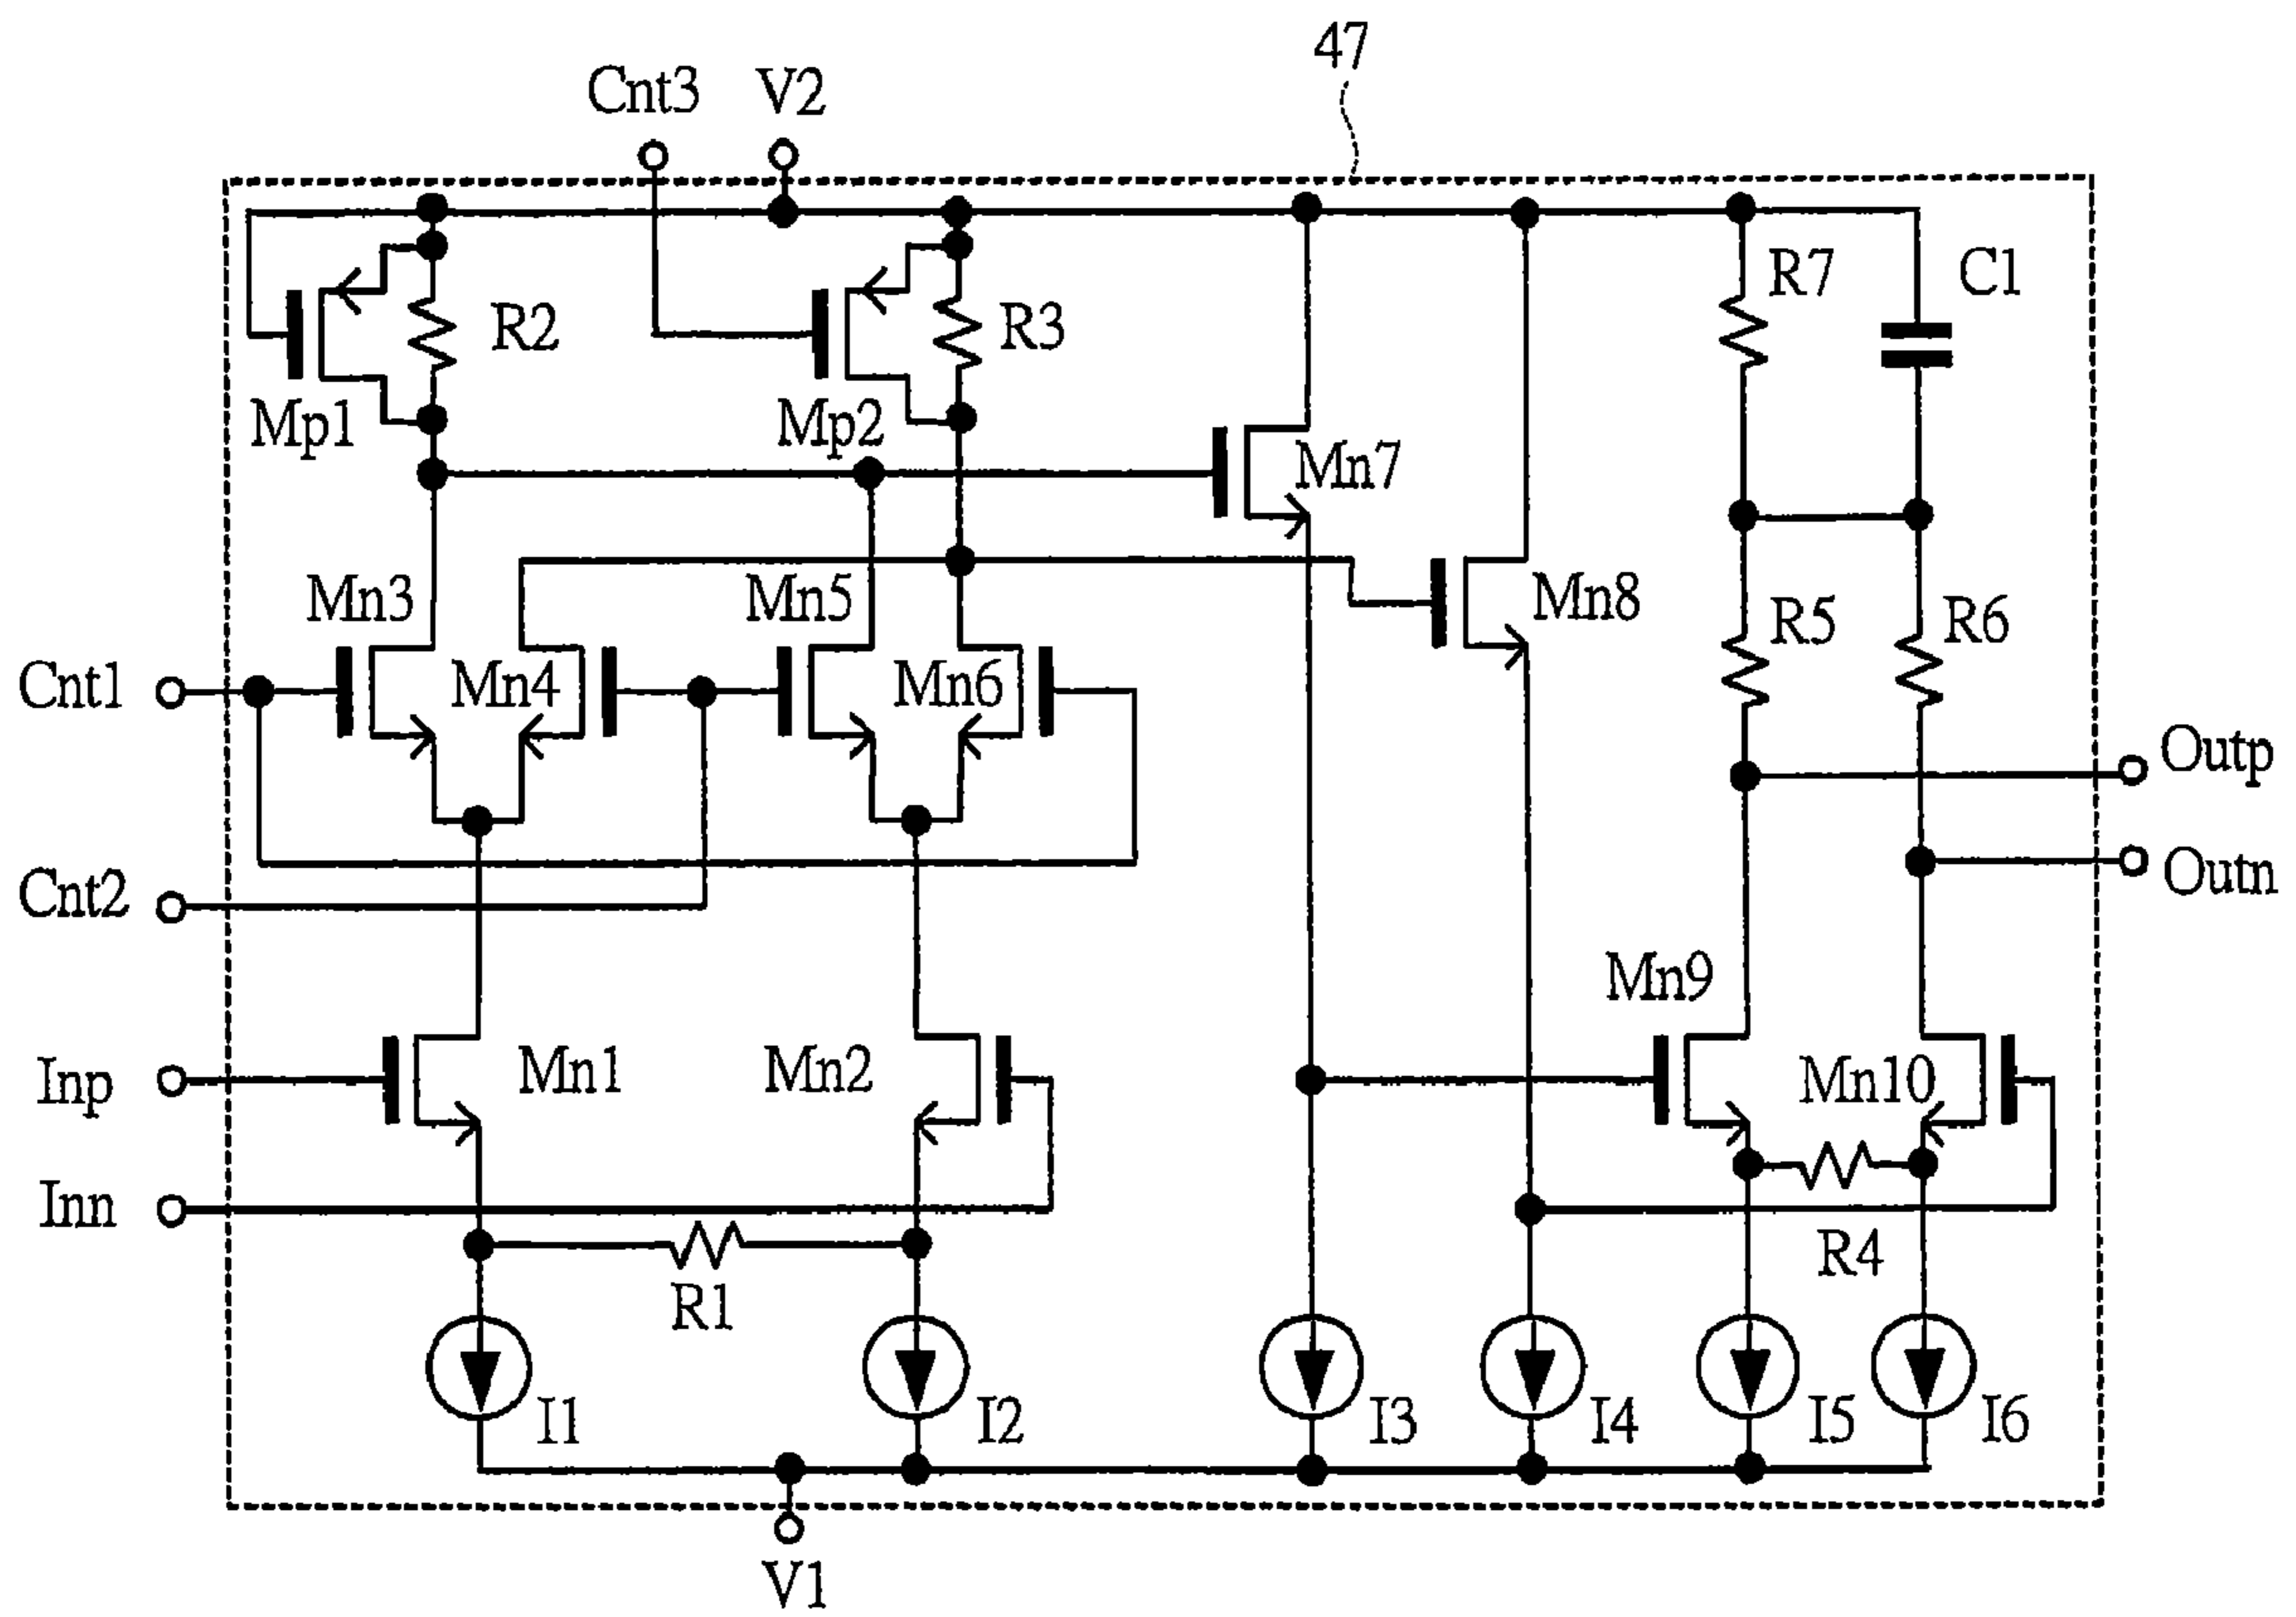 47
Cnt3
V2
R7
C1
R2
R3
Mp1
Mp2
Mn7
Mn3
Mn5
Mn8
R5
R6
Cnt1
Mn4
Mn6
Outp
Cnt2
Outn
Mn9
Inp
Mn1
Mn2
Mn10
Inn
R1
R4
I1
I2
I3
I4
I5
I6
V1